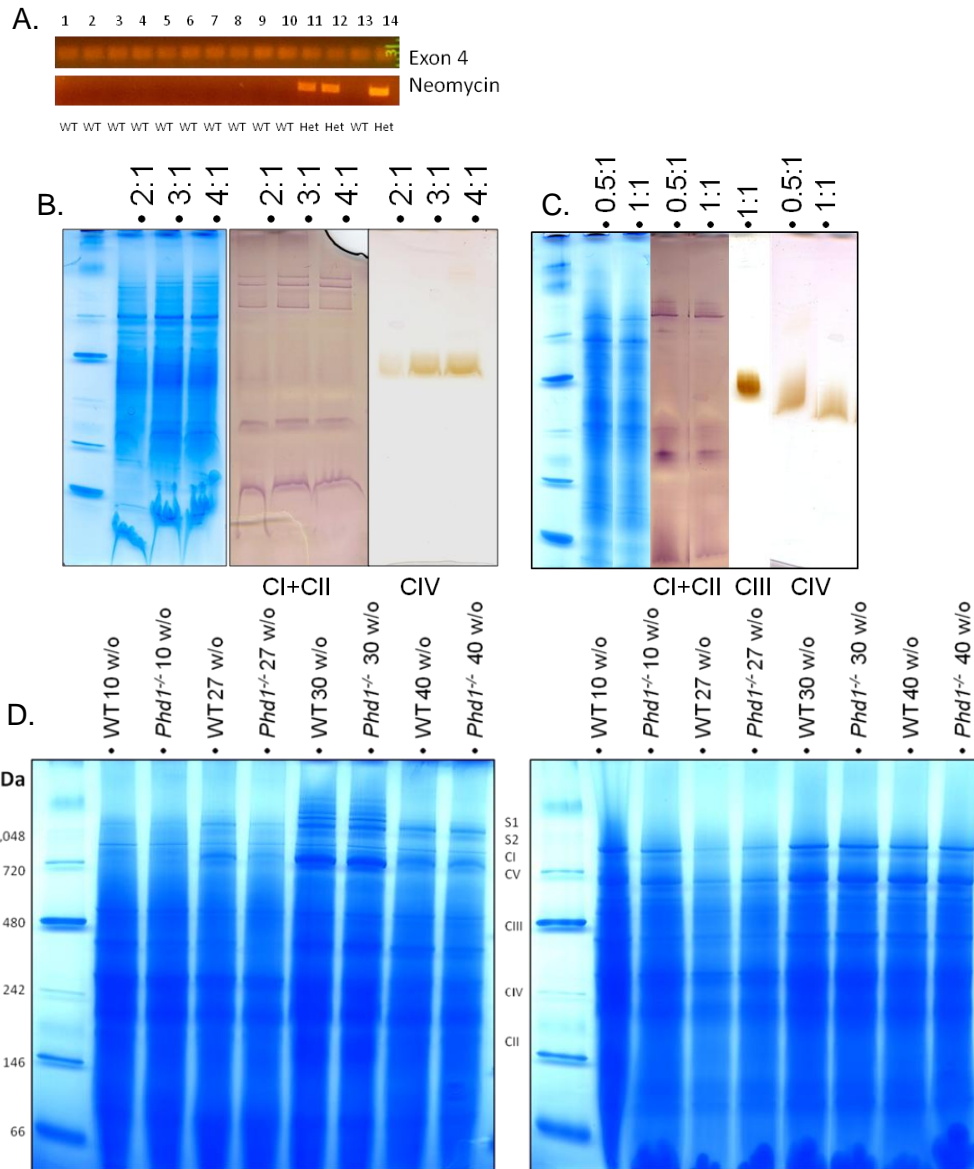 A.
1 2 3 4 5 6 7 8 9 10 11 12 13 14
Exon 4
Neomycin
WT WT WT WT WT WT WT WT WT WT Het Het WT Het
B.
• 2:1 • 3:1 • 4:1 • 2:1 • 3:1 • 4:1 • 2:1 • 3:1 • 4:1
CI+CII CIV
C.
• 0.5:1 • 1:1 • 0.5:1 • 1:1 • 1:1 • 0.5:1 • 1:1
CI+CII CIII CIV
D.
• WT 10 w/o
• Phd1-/- 10 w/o
• WT 27 w/o
• Phd1-/- 27 w/o
• WT 30 w/o
• Phd1-/- 30 w/o
• WT 40 w/o
• Phd1-/- 40 w/o
Da
,048
720
480
242
146
66
S1
S2
CI
CV
CIII
CIV
CII
• WT 10 w/o
• Phd1-/- 10 w/o
• WT 27 w/o
• Phd1-/- 27 w/o
• WT 30 w/o
• Phd1-/- 30 w/o
• WT 40 w/o
• Phd1-/- 40 w/o